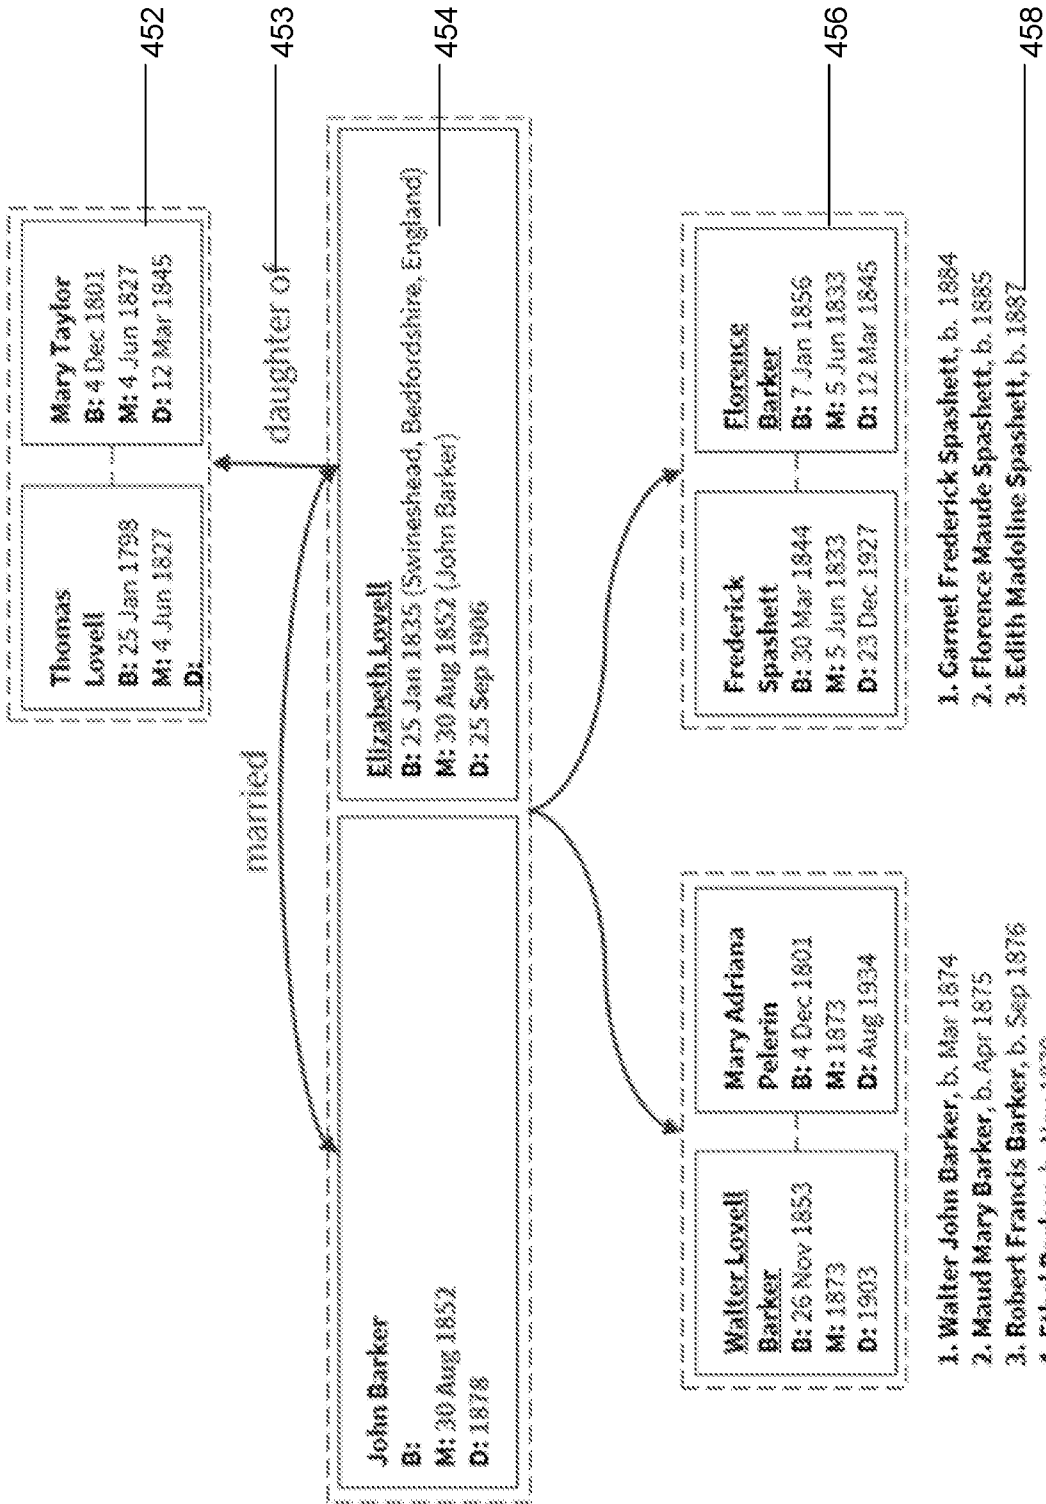 Thomas
Lovell
B: 25 Jan 1798
M: 4 Jun 1827
D:
Mary Taylor
B: 4 Dec 1801
M: 4 Jun 1827
D: 12 Mar 1845
452
married
daughter of
453
John Barker
B:
M: 30 Aug 1852
D: 1878
Elizabeth Lovell
B: 25 Jan 1835 (Swineshead, Bedfordshire, England)
M: 30 Aug 1852 (John Barker)
D: 25 Sep 1906
454
Walter Lovell
Barker
B: 26 Nov 1853
M: 1873
D: 1903
Mary Adriana
Pelerin
B: 4 Dec 1801
M: 1873
D: Aug 1934
Frederick
Spashett
B: 30 Mar 1844
M: 5 Jun 1833
D: 23 Dec 1927
Florence
Barker
B: 7 Jan 1856
M: 5 Jun 1833
D: 12 Mar 1845
456
1. Walter John Barker, b. Mar 1874
2. Maud Mary Barker, b. Apr 1875
3. Robert Francis Barker, b. Sep 1876
1. Garnet Frederick Spashett, b. 1884
2. Florence Maude Spashett, b. 1885
3. Edith Madoline Spashett, b. 1887
458